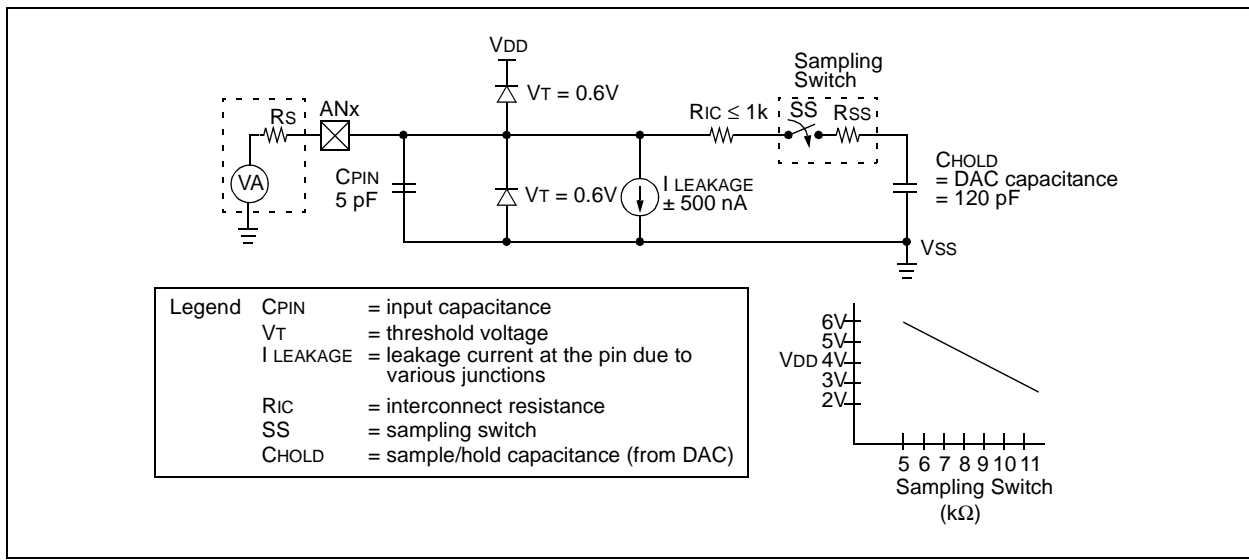 VDD
Sampling
Switch
VT = 0.6V
RS
ANx
RIC ≤ 1k
SS
RSS
VA
CPIN
5 pF
VT = 0.6V
I LEAKAGE
± 500 nA
CHOLD
= DAC capacitance
= 120 pF
VSS
Legend CPIN = input capacitance
VT = threshold voltage
I LEAKAGE = leakage current at the pin due to
various junctions
RIC = interconnect resistance
SS = sampling switch
CHOLD = sample/hold capacitance (from DAC)
6V
5V
VDD 4V
3V
2V
5 6 7 8 9 10 11
Sampling Switch
(kΩ)